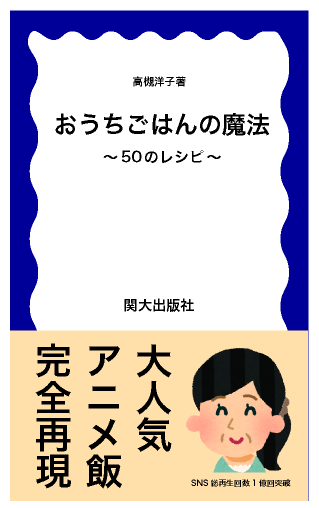 高槻洋子著
おうちごはんの魔法
～50のレシピ～
関大出版社
大人気
アニメ飯
完全再現
SNS総再生回数1億回突破